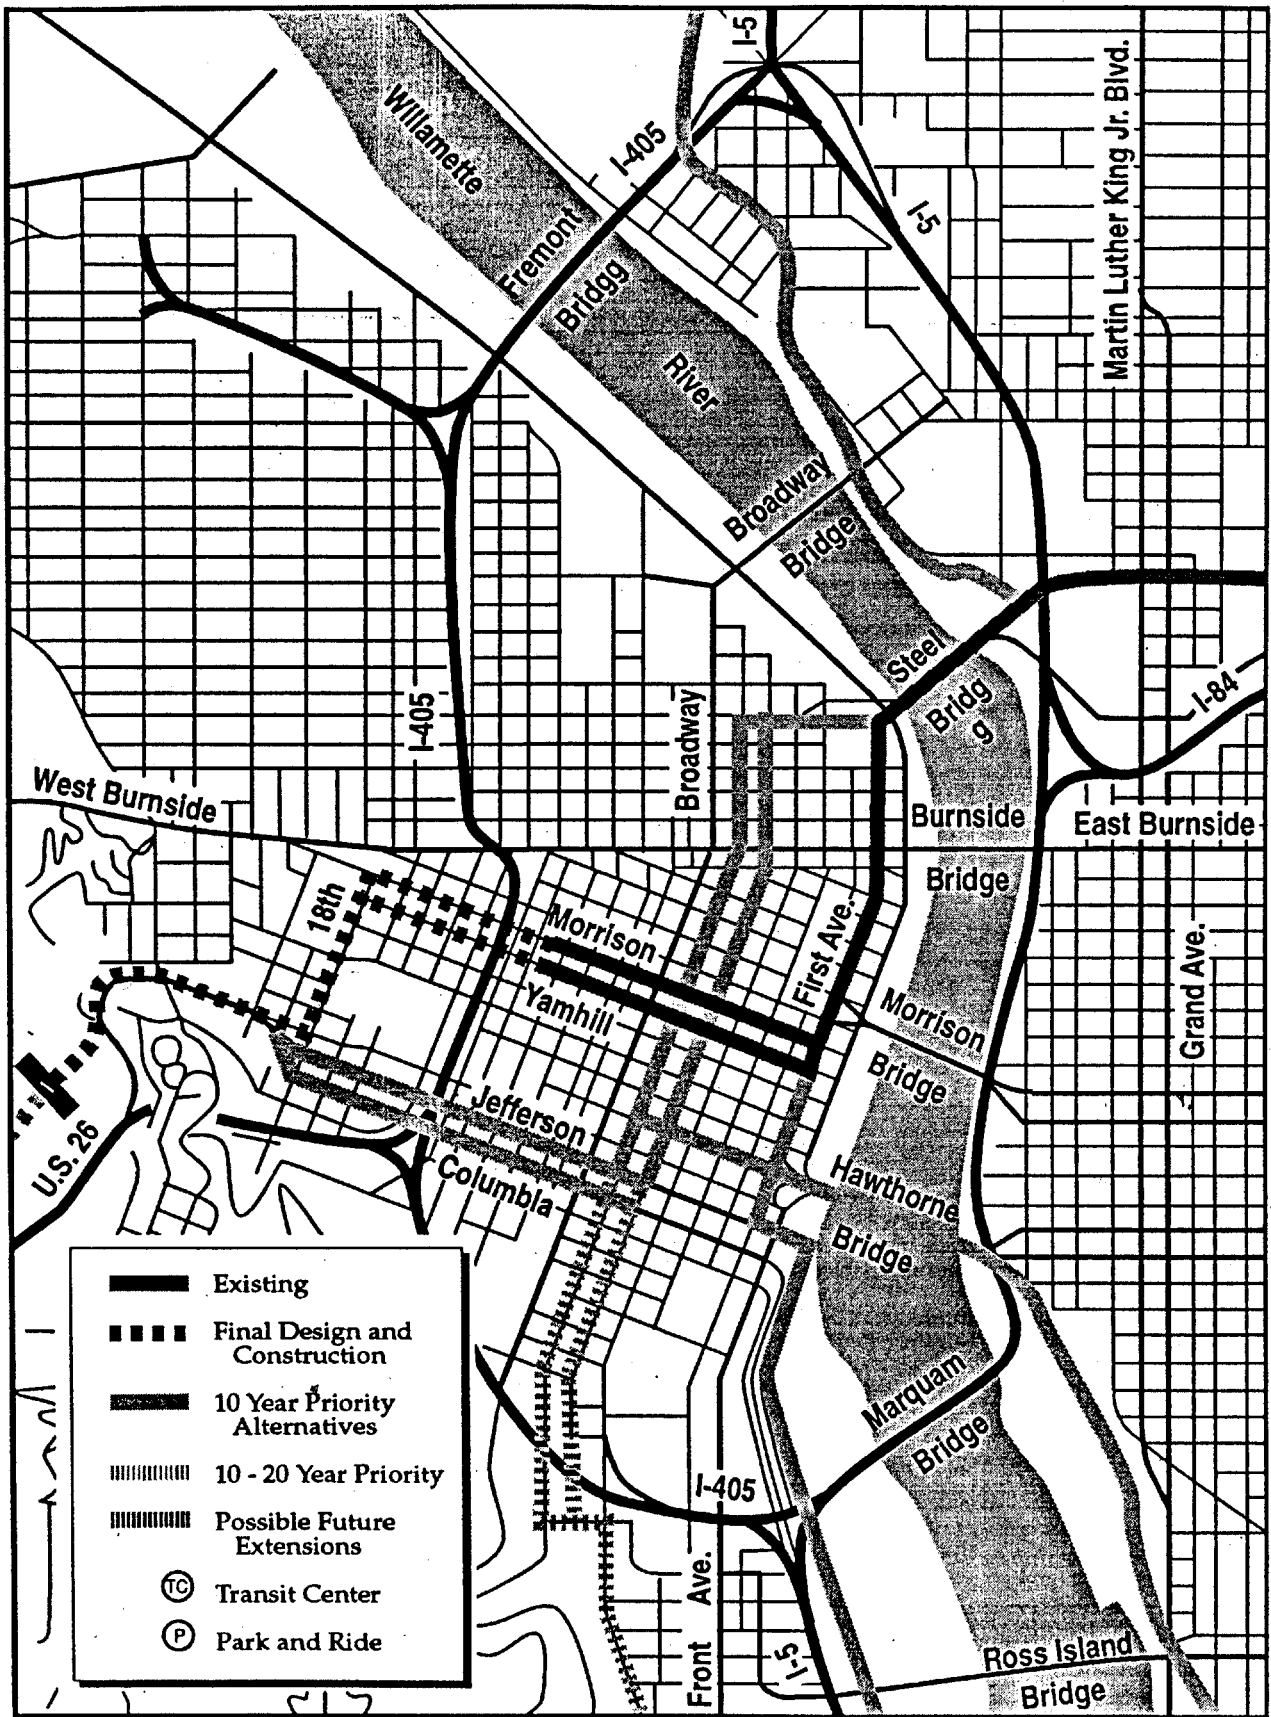 I-5
Martin Luther King Jr. Blvd.
Willamette
I-405
I-5
Fremont
Bridgg
River
Broadway
Bridge
Steel
Bridg
g
I-84
I-405
Broadway
West Burnside
Burnside
East Burnside
Bridge
18th
Morrison
First Ave.
Grand Ave.
Yamhill
Morrison
Bridge
Jefferson
U.S. 26
Columbia
Hawthorne
Bridge
Marquam
Bridge
I-405
Front Ave.
I-5
Ross Island
Bridge
Existing
Final Design and
Construction
10 Year Priority
Alternatives
10 - 20 Year Priority
Possible Future
Extensions
TC Transit Center
P Park and Ride